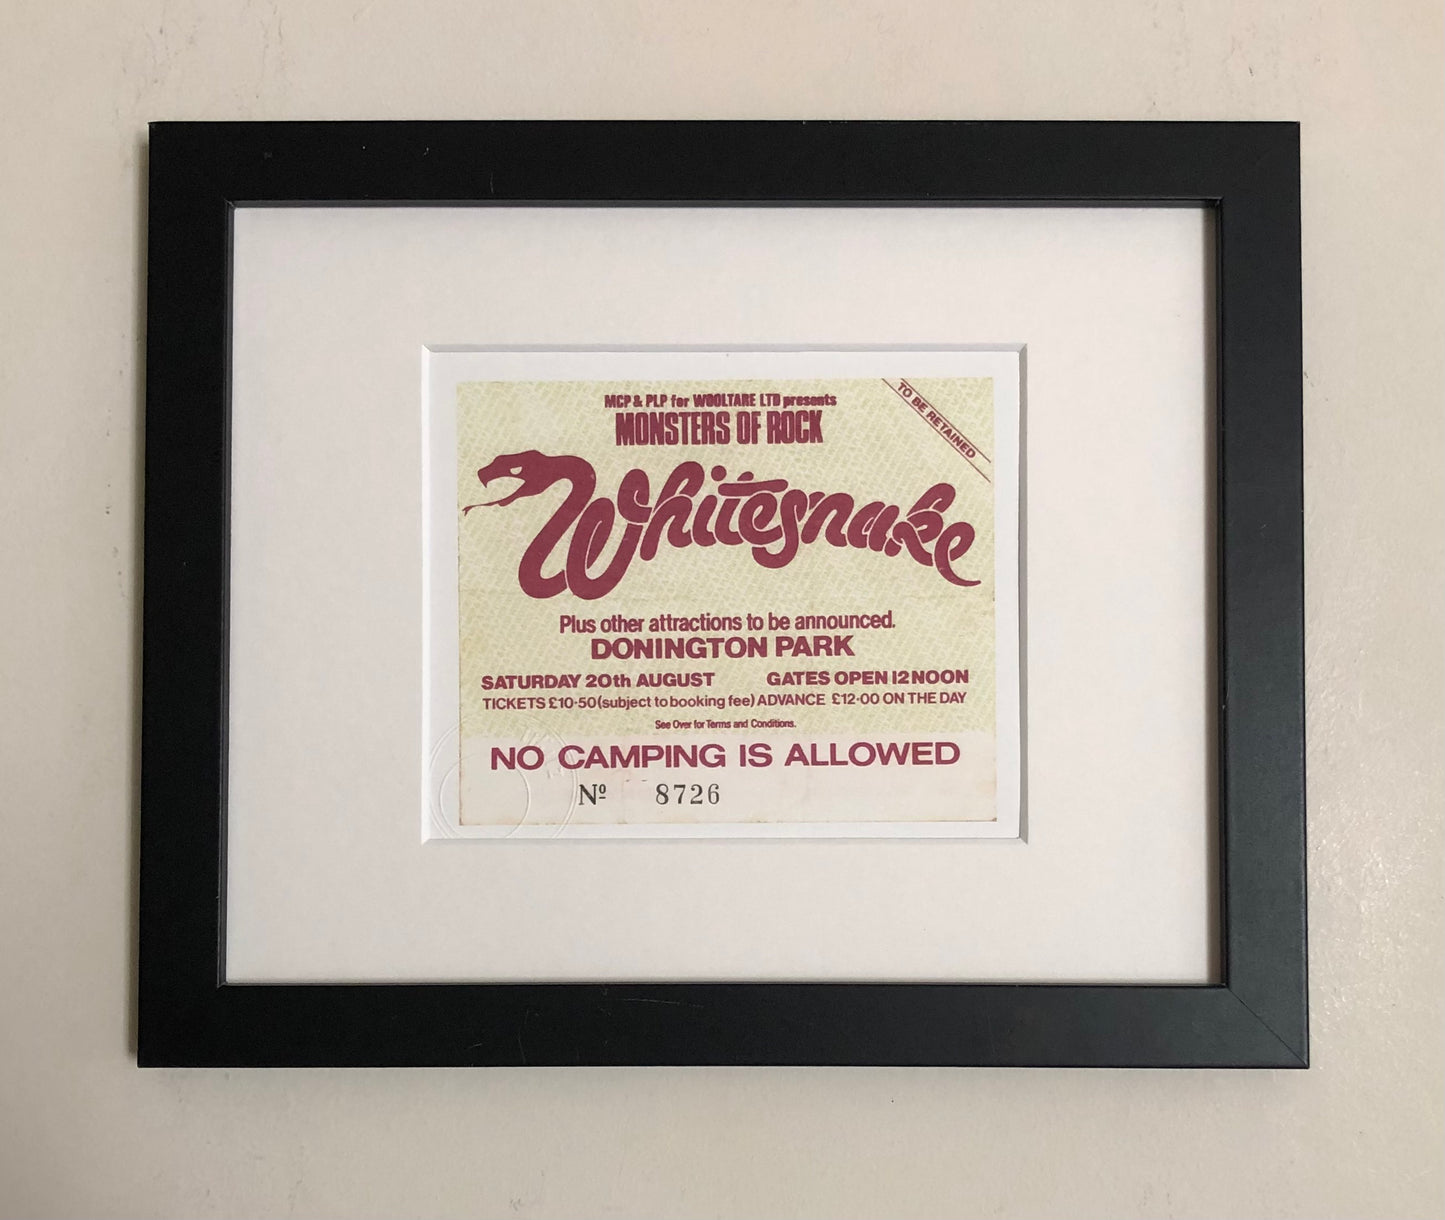 MCP & PLP for WOOLTARE LTD presents
MONSTERS OF ROCK
TO BE RETAINED
Whitesnake
Plus other attractions to be announced.
DONINGTON PARK
SATURDAY 20th AUGUST GATES OPEN 12 NOON
TICKETS £10·50 (subject to booking fee) ADVANCE £12·00 ON THE DAY
See Over for Terms and Conditions.
NO CAMPING IS ALLOWED
Nº 8726